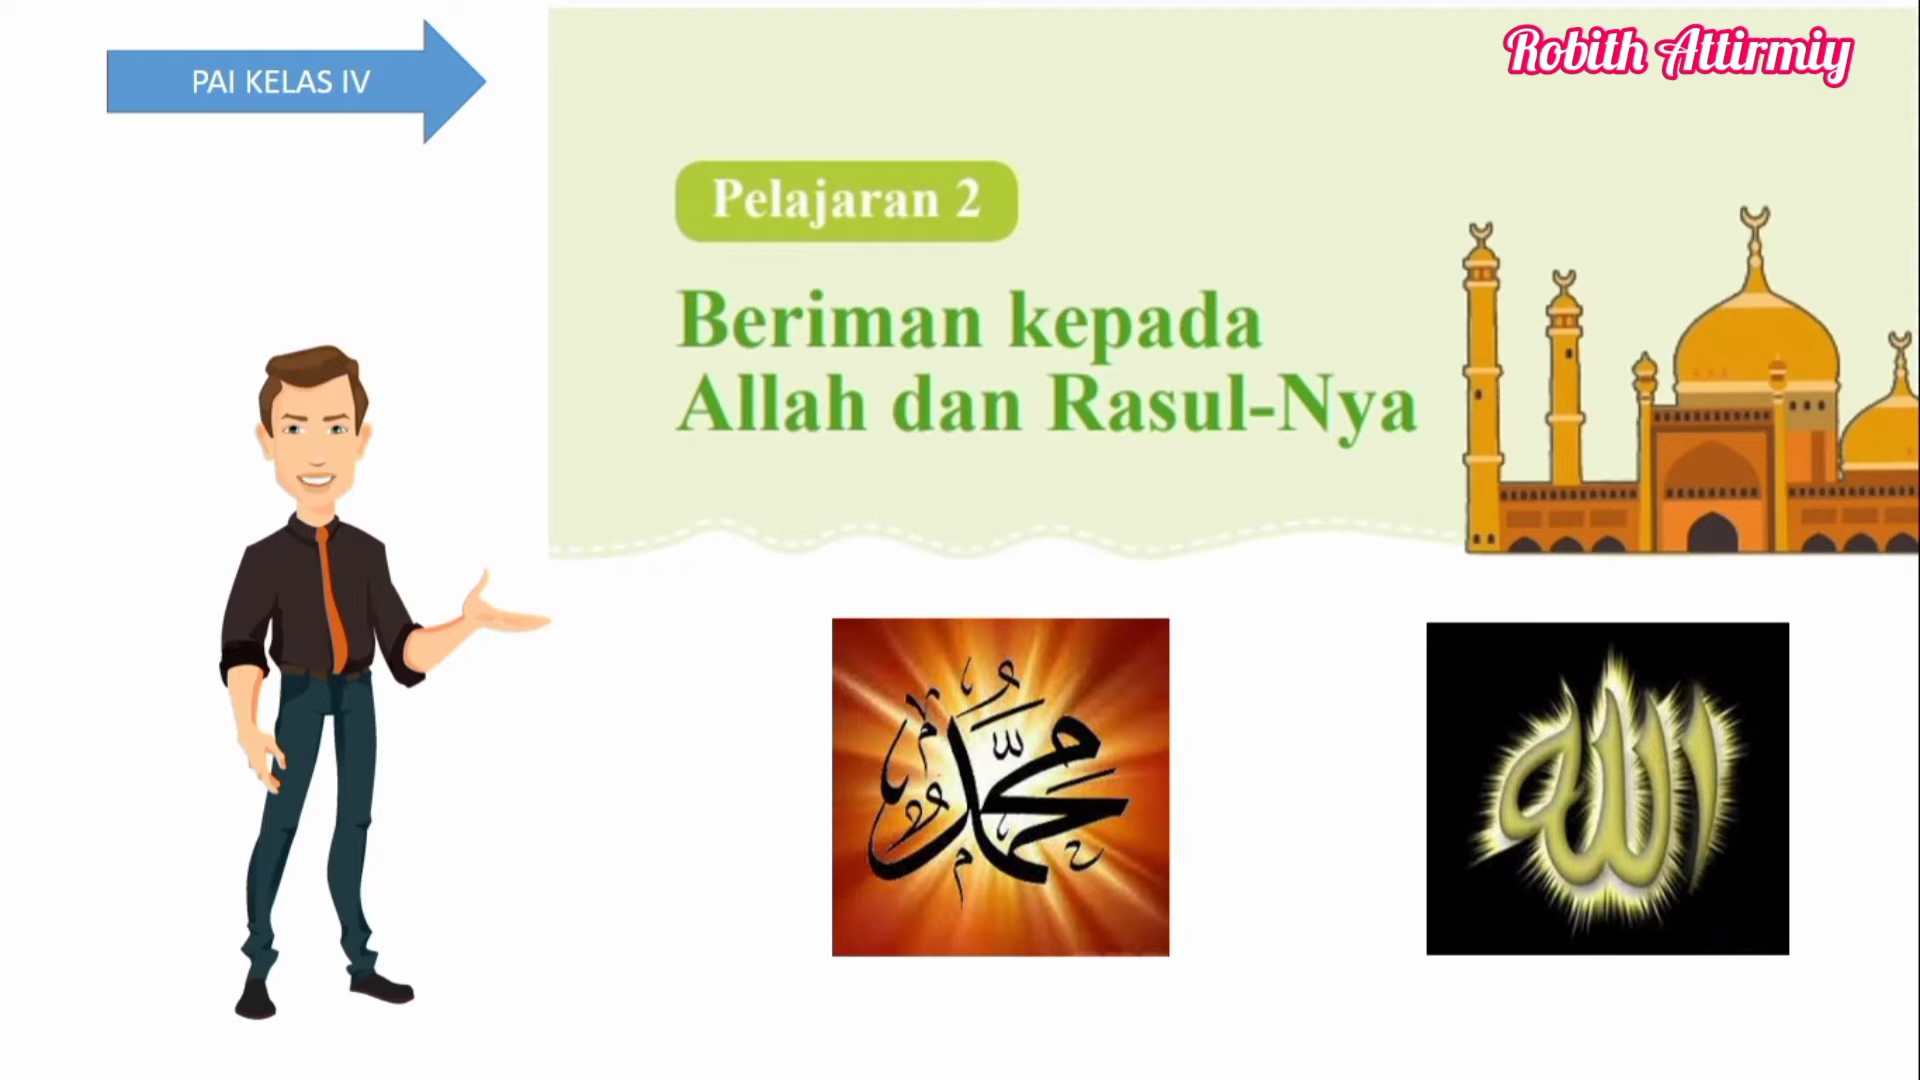 PAI KELAS IV
Robith Attirmiy
Pelajaran 2
Beriman kepada
Allah dan Rasul-Nya
محمد
الله